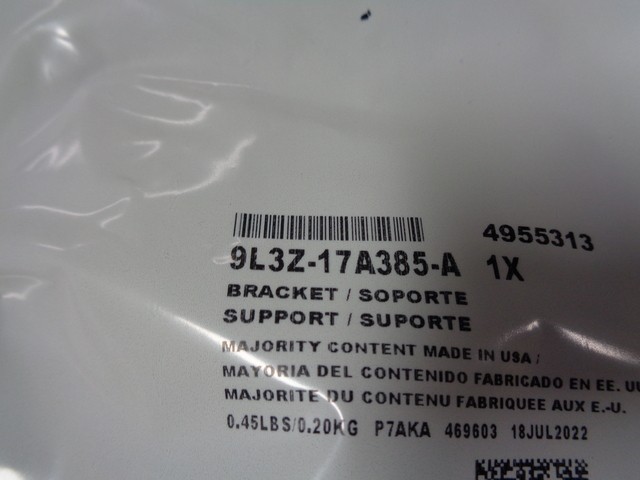 4955313
9L3Z-17A385-A 1X
BRACKET / SOPORTE
SUPPORT / SUPORTE
MAJORITY CONTENT MADE IN USA /
MAYORIA DEL CONTENIDO FABRICADO EN EE. UU
MAJORITE DU CONTENU FABRIQUEE AUX E.-U.
0.45LBS/0.20KG P7AKA 469603 18JUL2022